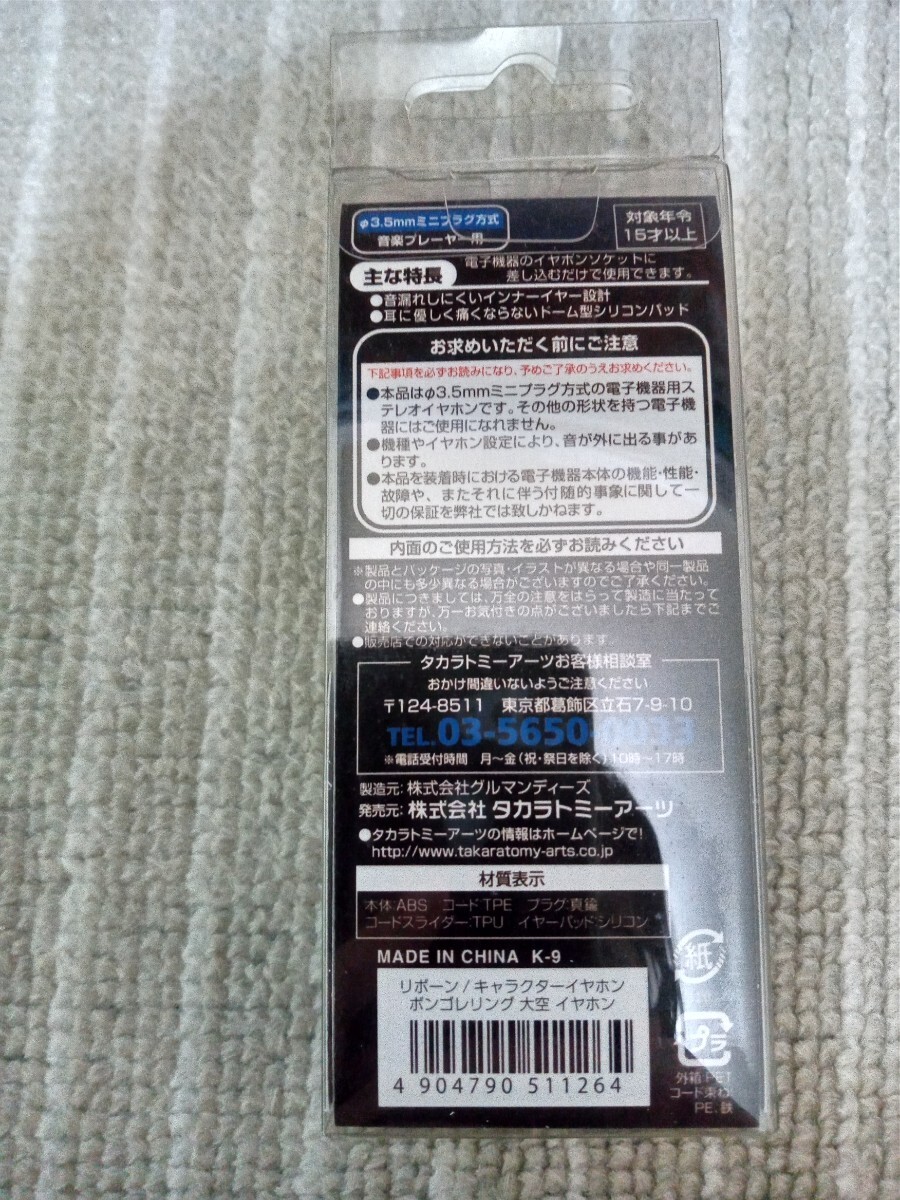 φ3.5mmミニプラグ方式
音楽プレーヤー用
対象年令
15才以上
主な特長
電子機器のイヤホンソケットに
差し込むだけで使用できます。
●音漏れしにくいインナーイヤー設計
●耳に優しく痛くならないドーム型シリコンパッド
お求めいただく前にご注意
下記事項を必ずお読みになり、予めご了承のうえお求めください。
●本品はφ3.5mmミニプラグ方式の電子機器用ス
テレオイヤホンです。その他の形状を持つ電子機
器にはご使用になれません。
●機種やイヤホン設定により、音が外に出る事があ
ります。
●本品を装着時における電子機器本体の機能・性能・
故障や、またそれに伴う付随的事象に関して一
切の保証を弊社では致しかねます。
内面のご使用方法を必ずお読みください
※製品とパッケージの写真・イラストが異なる場合や同一製品
の中にも多少異なる場合がございますのでご了承ください。
●製品につきましては、万全の注意をはらって製造に当たって
おりますが、万一お気付きの点がございましたら下記までご
連絡ください。
●販売店での対応ができないことがあります。
タカラトミーアーツお客様相談室
おかけ間違いないようご注意ください
〒124-8511 東京都葛飾区立石7-9-10
TEL.03-5650-0033
※電話受付時間 月～金(祝・祭日を除く)10時～17時
製造元:株式会社グルマンディーズ
発売元:株式会社 タカラトミーアーツ
●タカラトミーアーツの情報はホームページで!
http://www.takaratomy-arts.co.jp
材質表示
本体:ABS コード:TPE プラグ:真鍮
コードスライダー:TPU イヤーパッド:シリコン
MADE IN CHINA K-9
リボーン/キャラクターイヤホン
ボンゴレリング 大空 イヤホン
4 904790 511264
紙
プラ
外箱:PET
コード束ね
PE、鉄